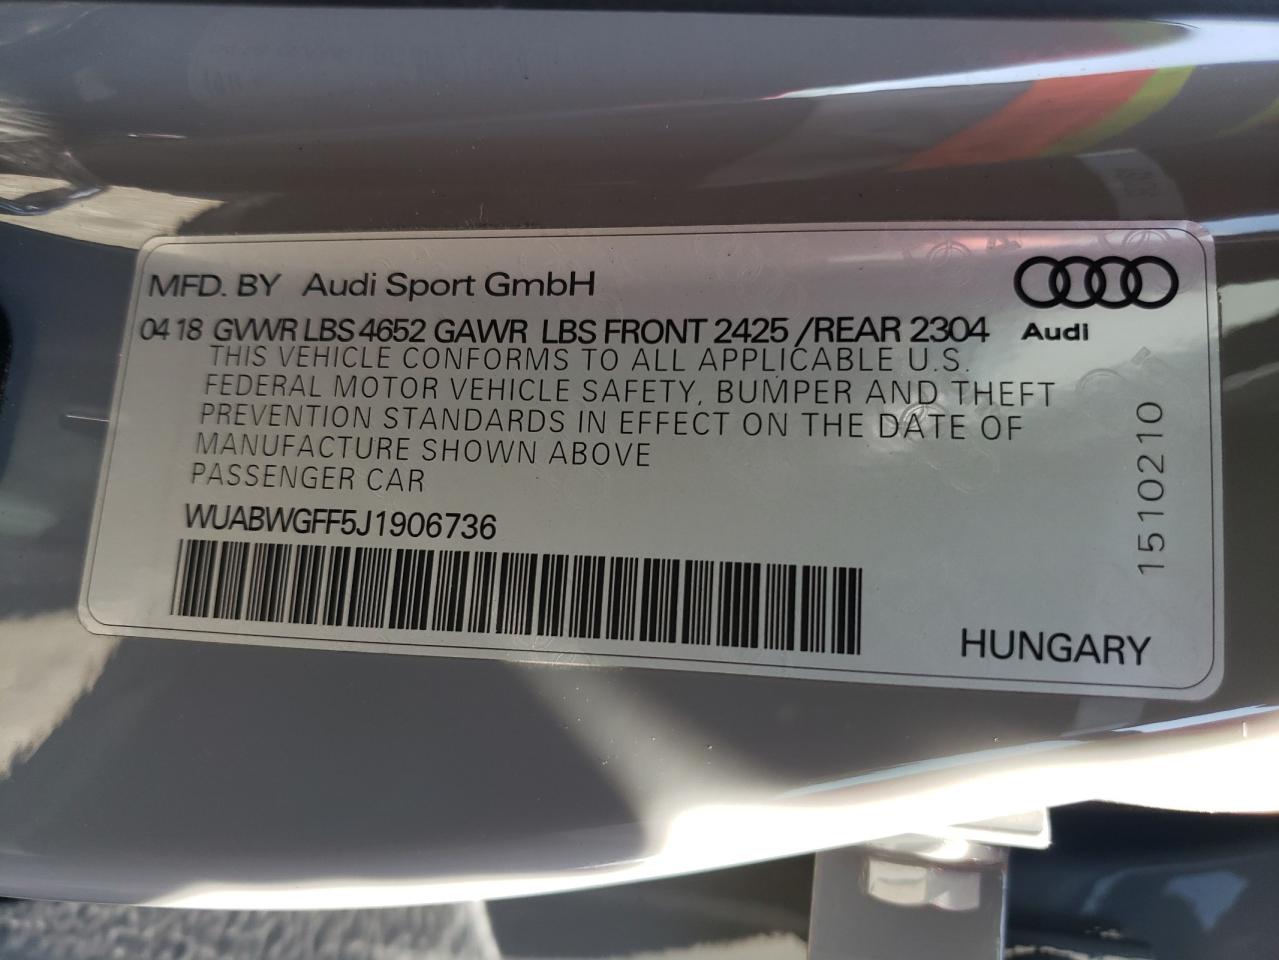 MFD. BY Audi Sport GmbH
04 18 GVWR LBS 4652 GAWR LBS FRONT 2425 /REAR 2304
Audi
THIS VEHICLE CONFORMS TO ALL APPLICABLE U.S.
FEDERAL MOTOR VEHICLE SAFETY, BUMPER AND THEFT
PREVENTION STANDARDS IN EFFECT ON THE DATE OF
MANUFACTURE SHOWN ABOVE
PASSENGER CAR
WUABWGFF5J1906736
1510210
HUNGARY